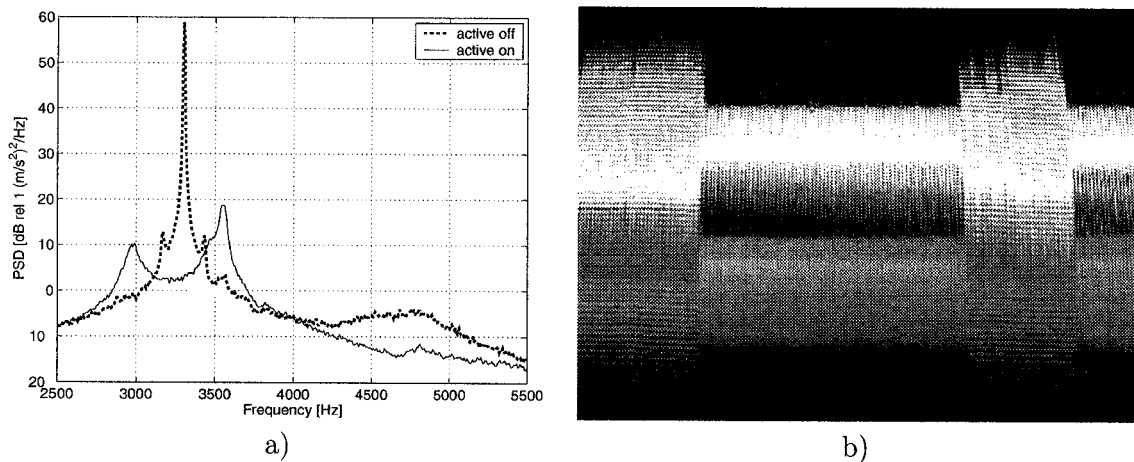 60
50
40
30
20
10
0
10
20
PSD [dB rel 1 (m/s²)²/Hz]
active off
active on
2500 3000 3500 4000 4500 5000 5500
Frequency [Hz]
a)
b)